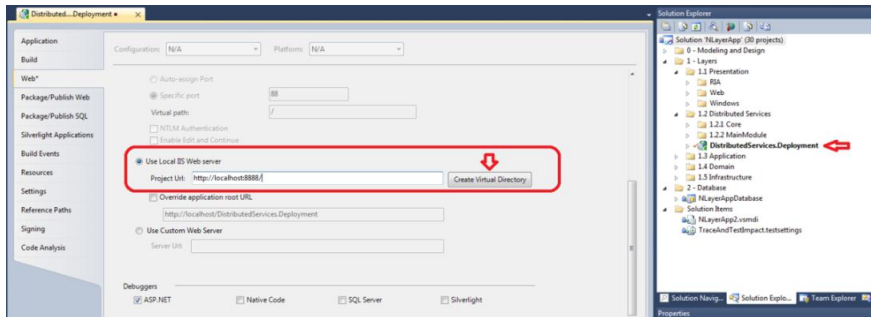 Distributed....Deployment
Application
Build
Web*
Package/Publish Web
Package/Publish SQL
Silverlight Applications
Build Events
Resources
Settings
Reference Paths
Signing
Code Analysis
Configuration: N/A Platform: N/A
Auto-assign Port
Specific port 88
Virtual path: /
NTLM Authentication
Enable Edit and Continue
Use Local IIS Web server
Project Url: http://localhost:8888/ Create Virtual Directory
Override application root URL
http://localhost/DistributedServices.Deployment
Use Custom Web Server
Server Url:
Debuggers
ASP.NET Native Code SQL Server Silverlight
Solution Explorer
Solution 'NLayerApp' (30 projects)
0 - Modeling and Design
1 - Layers
1.1 Presentation
RIA
Web
Windows
1.2 Distributed Services
1.2.1 Core
1.2.2 MainModule
DistributedServices.Deployment
1.3 Application
1.4 Domain
1.5 Infrastructure
2 - Database
NLayerAppDatabase
Solution Items
NLayerApp2.vsmdi
TraceAndTestImpact.testsettings
Solution Navig... Solution Explo... Team Explorer
Properties